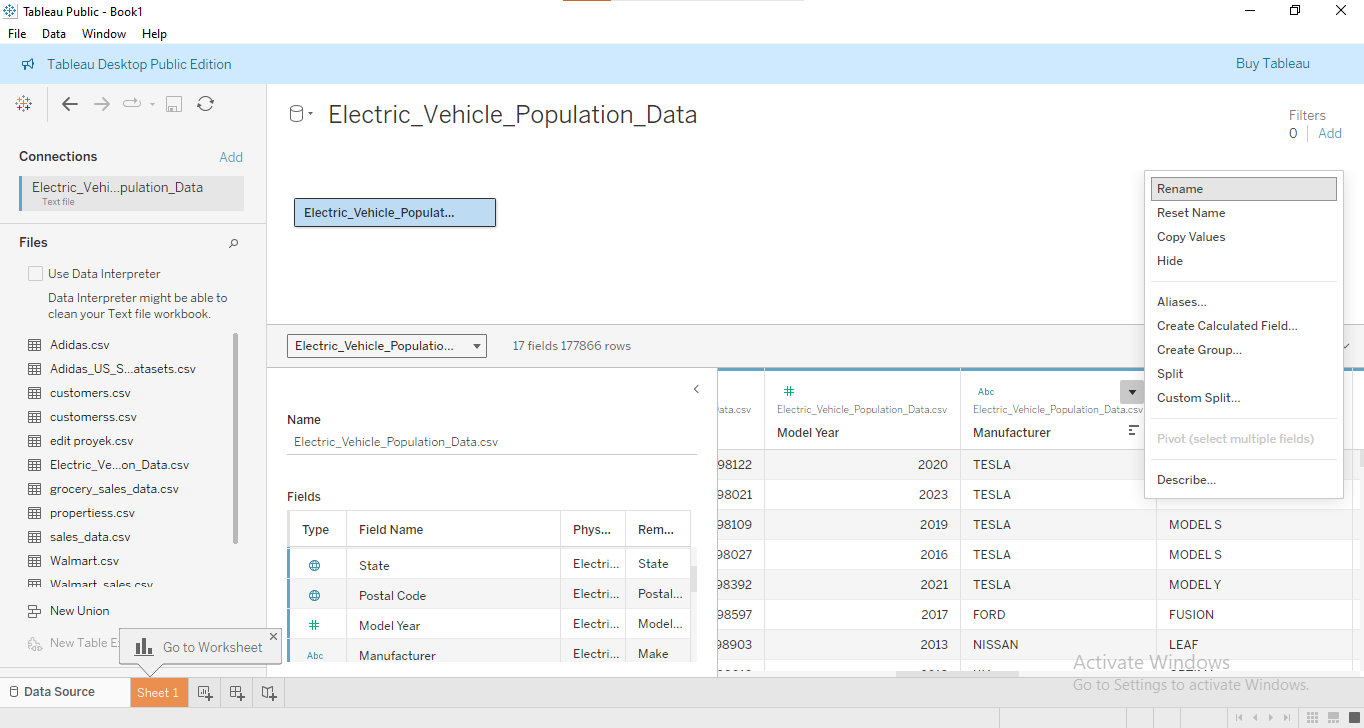 Tableau Public - Book1
File Data Window Help
Tableau Desktop Public Edition
Buy Tableau
Electric_Vehicle_Population_Data
Filters
0 Add
Connections Add
Electric_Vehi...pulation_Data
Text file
Electric_Vehicle_Populat...
Files
Use Data Interpreter
Data Interpreter might be able to
clean your Text file workbook.
Adidas.csv
Adidas_US_S...atasets.csv
customers.csv
customerss.csv
edit proyek.csv
Electric_Ve...on_Data.csv
grocery_sales_data.csv
propertiess.csv
sales_data.csv
Walmart.csv
Walmart_sales.csv
New Union
New Table E
Go to Worksheet
Electric_Vehicle_Populatio... 17 fields 177866 rows
Name
Electric_Vehicle_Population_Data.csv
Fields
Type Field Name Phys... Rem...
State Electri... State
Postal Code Electri... Postal...
# Model Year Electri... Model...
Abc Manufacturer Electri... Make
# Abc
ata.csv Electric_Vehicle_Population_Data.csv Electric_Vehicle_Population_Data.csv
Model Year Manufacturer
98122 2020 TESLA
98021 2023 TESLA
98109 2019 TESLA MODEL S
98027 2016 TESLA MODEL S
98392 2021 TESLA MODEL Y
98597 2017 FORD FUSION
98903 2013 NISSAN LEAF
Rename
Reset Name
Copy Values
Hide
Aliases...
Create Calculated Field...
Create Group...
Split
Custom Split...
Pivot (select multiple fields)
Describe...
Activate Windows
Go to Settings to activate Windows.
Data Source Sheet 1